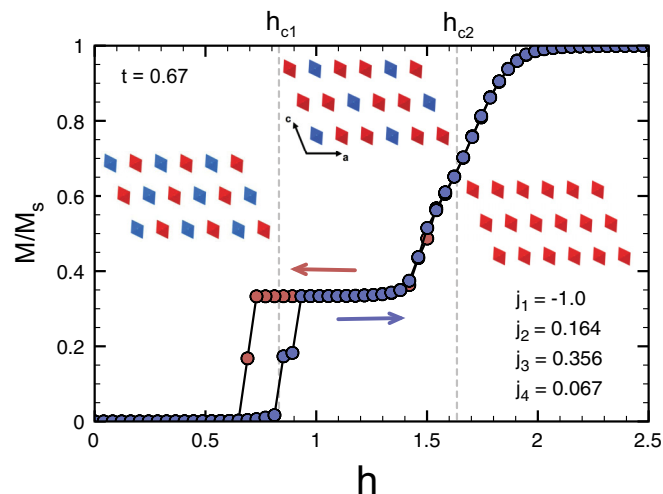 h_c1 h_c2
1
t = 0.67
0.8
c
a
0.6
M/M_s
0.4
j_1 = -1.0
j_2 = 0.164
0.2
j_3 = 0.356
j_4 = 0.067
0
0 0.5 1 1.5 2 2.5
h